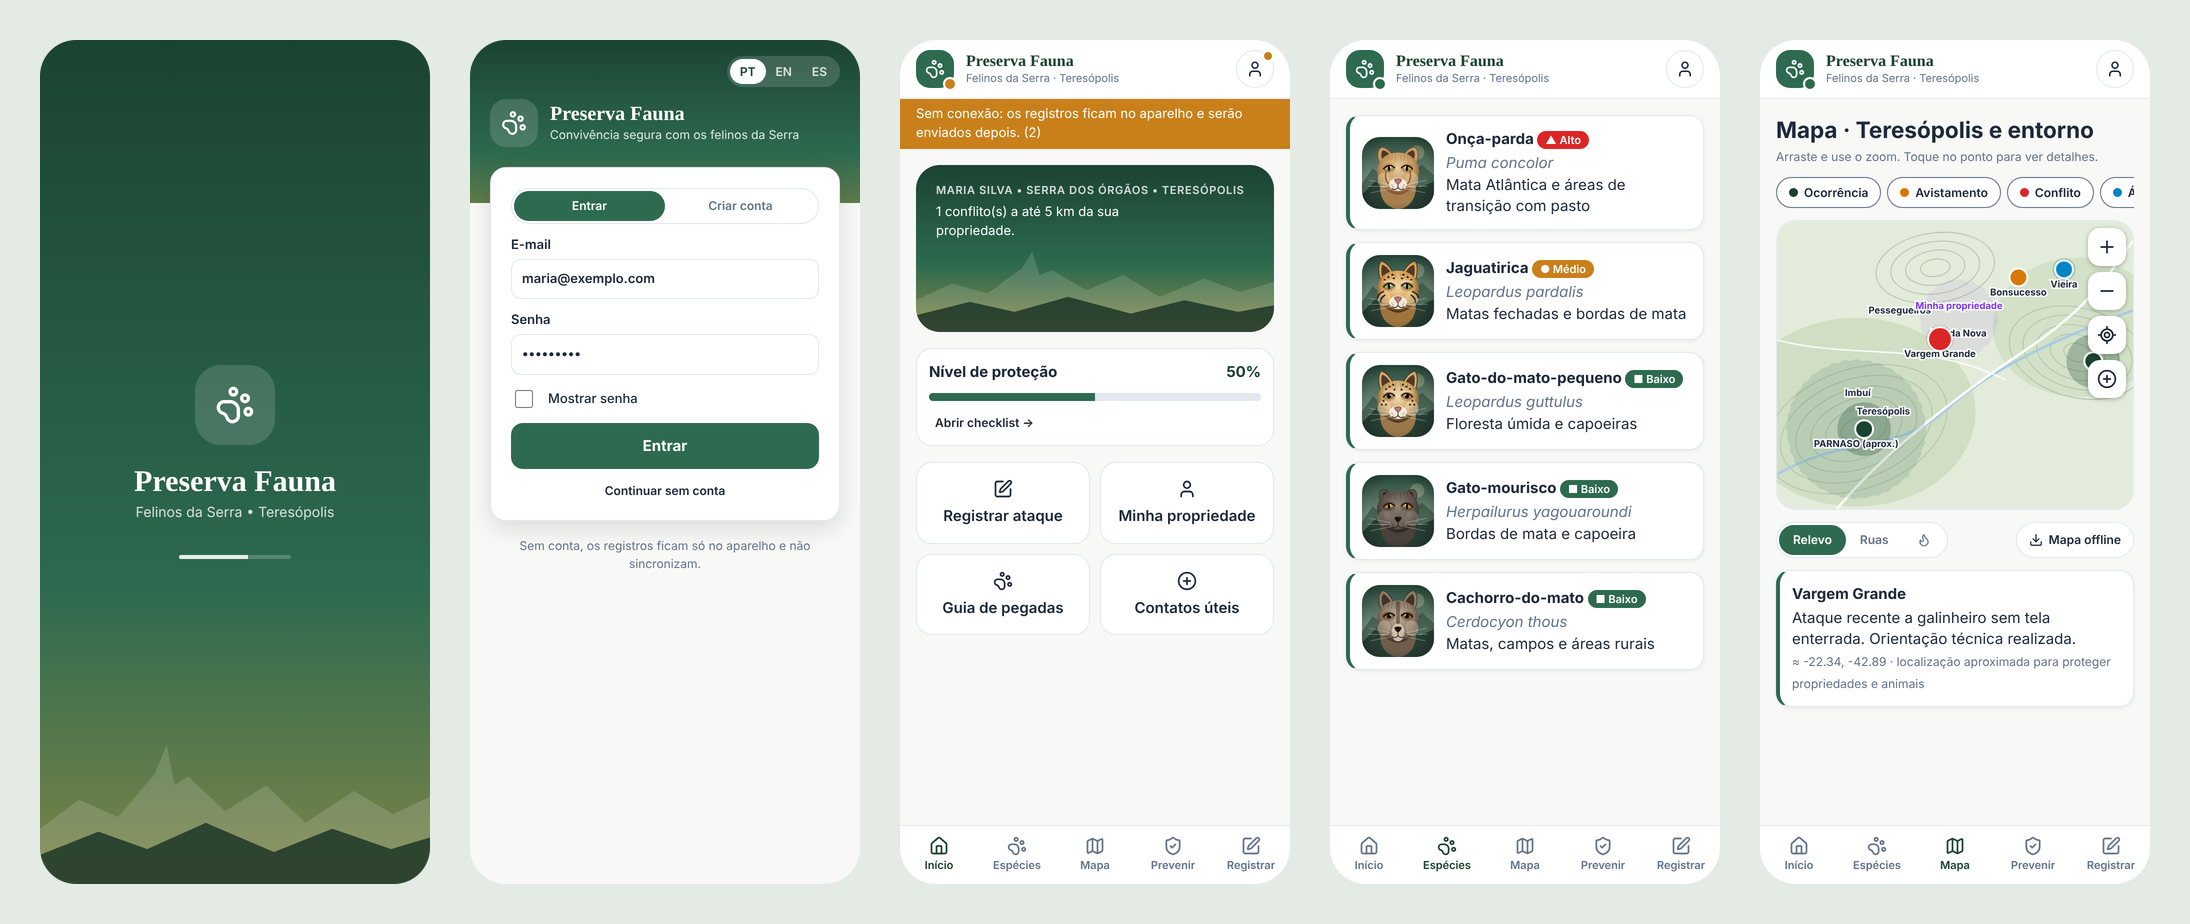 Preserva Fauna
Felinos da Serra • Teresópolis
PT EN ES
Preserva Fauna
Convivência segura com os felinos da Serra
Entrar Criar conta
E-mail
maria@exemplo.com
Senha
•••••••••
Mostrar senha
Entrar
Continuar sem conta
Sem conta, os registros ficam só no aparelho e não
sincronizam.
Preserva Fauna
Felinos da Serra · Teresópolis
Sem conexão: os registros ficam no aparelho e serão
enviados depois. (2)
MARIA SILVA • SERRA DOS ÓRGÃOS • TERESÓPOLIS
1 conflito(s) a até 5 km da sua
propriedade.
Nível de proteção 50%
Abrir checklist →
Registrar ataque
Minha propriedade
Guia de pegadas
Contatos úteis
Início Espécies Mapa Prevenir Registrar
Preserva Fauna
Felinos da Serra · Teresópolis
Onça-parda ▲ Alto
Puma concolor
Mata Atlântica e áreas de
transição com pasto
Jaguatirica ● Médio
Leopardus pardalis
Matas fechadas e bordas de mata
Gato-do-mato-pequeno ■ Baixo
Leopardus guttulus
Floresta úmida e capoeiras
Gato-mourisco ■ Baixo
Herpailurus yagouaroundi
Bordas de mata e capoeira
Cachorro-do-mato ■ Baixo
Cerdocyon thous
Matas, campos e áreas rurais
Início Espécies Mapa Prevenir Registrar
Preserva Fauna
Felinos da Serra · Teresópolis
Mapa · Teresópolis e entorno
Arraste e use o zoom. Toque no ponto para ver detalhes.
Ocorrência Avistamento Conflito
Vieira
Bonsucesso
Minha propriedade
da Nova
Vargem Grande
Imbuí
Teresópolis
PARNASO (aprox.)
Relevo Ruas
Mapa offline
Vargem Grande
Ataque recente a galinheiro sem tela
enterrada. Orientação técnica realizada.
≈ -22.34, -42.89 · localização aproximada para proteger
propriedades e animais
Início Espécies Mapa Prevenir Registrar